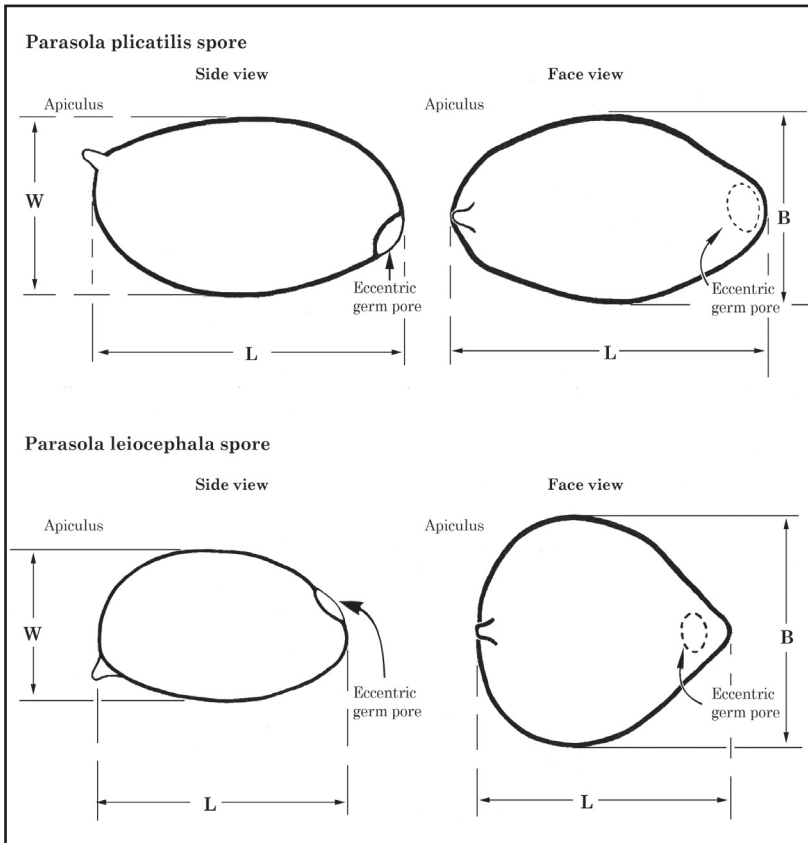 Parasola plicatilis spore
Side view
Face view
Apiculus
Apiculus
W
B
Eccentric
germ pore
Eccentric
germ pore
L
L
Parasola leiocephala spore
Side view
Face view
Apiculus
Apiculus
W
B
Eccentric
germ pore
Eccentric
germ pore
L
L